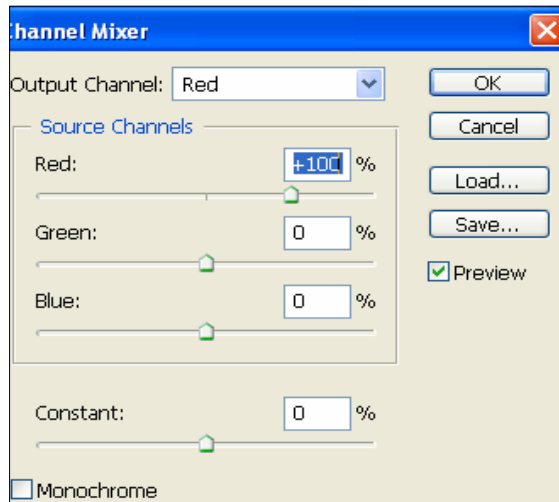 Channel Mixer
Output Channel: Red
OK
Source Channels
Cancel
Red: +100 %
Load...
Green: 0 %
Save...
Preview
Blue: 0 %
Constant: 0 %
Monochrome